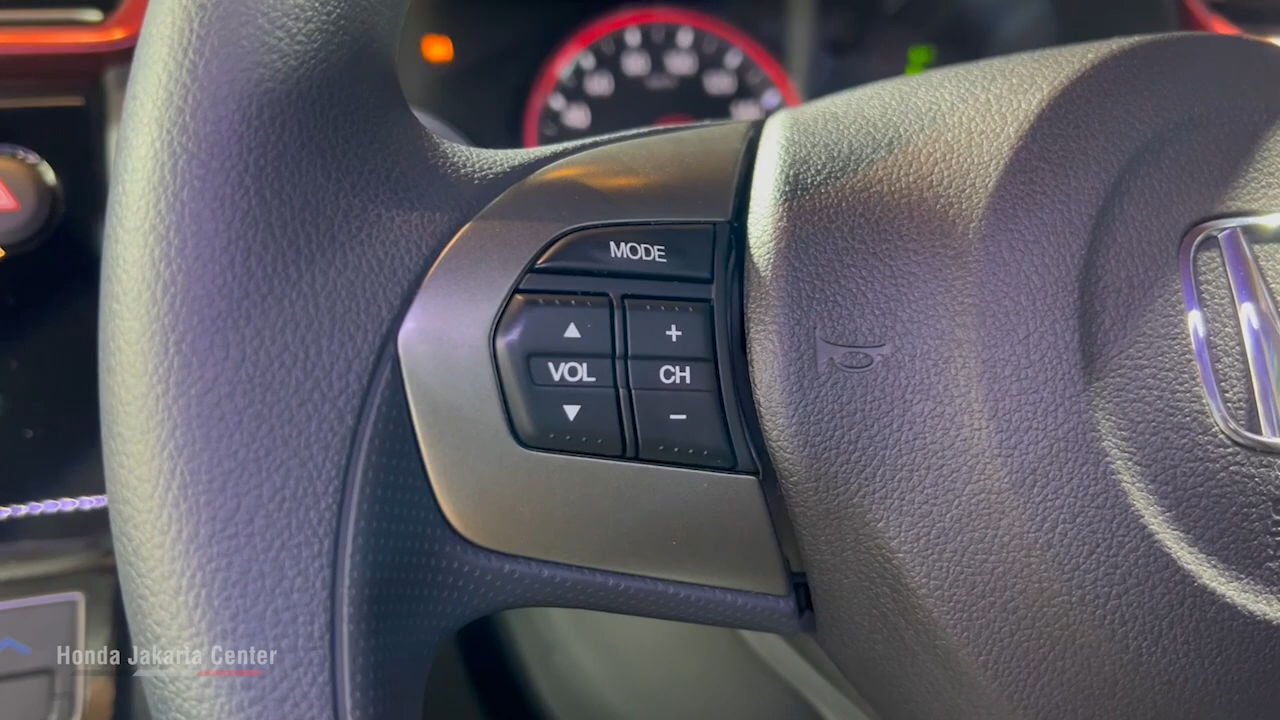 MODE
▲ +
VOL CH
▼ −
Honda Jakarta Center